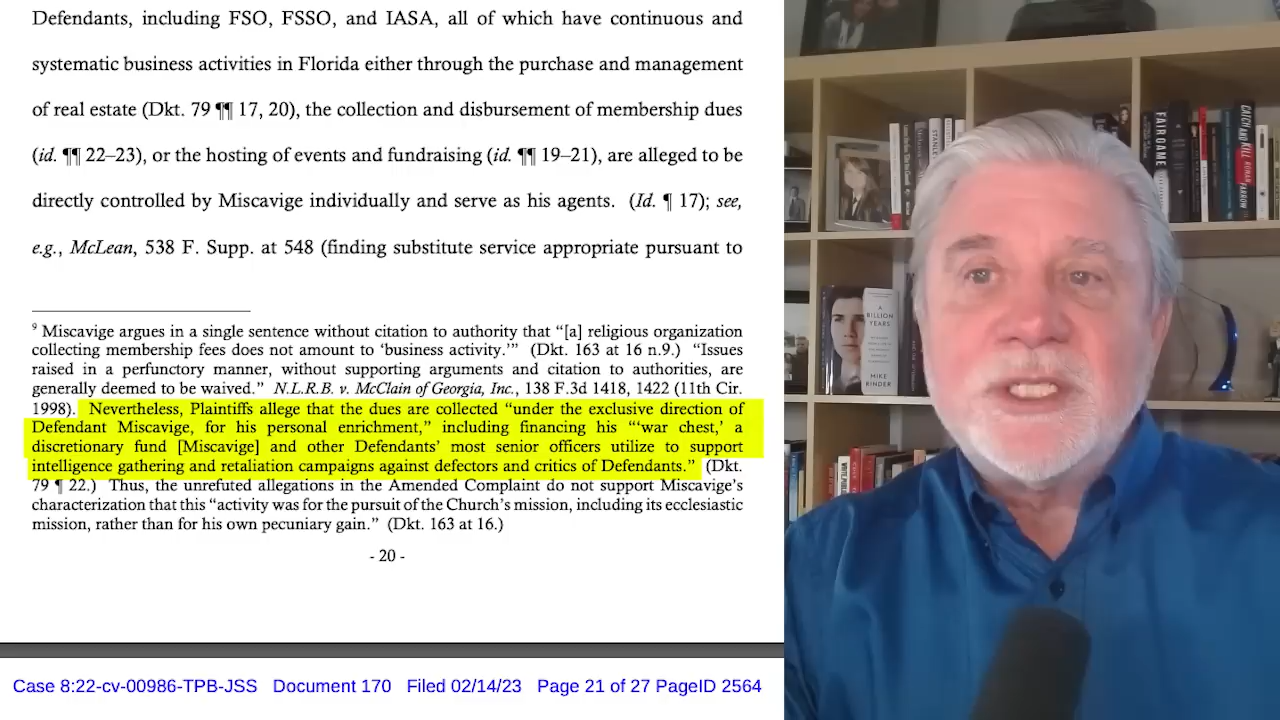 Defendants, including FSO, FSSO, and IASA, all of which have continuous and
systematic business activities in Florida either through the purchase and management
of real estate (Dkt. 79 ¶¶ 17, 20), the collection and disbursement of membership dues
(id. ¶¶ 22–23), or the hosting of events and fundraising (id. ¶¶ 19–21), are alleged to be
directly controlled by Miscavige individually and serve as his agents. (Id. ¶ 17); see,
e.g., McLean, 538 F. Supp. at 548 (finding substitute service appropriate pursuant to
9 Miscavige argues in a single sentence without citation to authority that “[a] religious organization
collecting membership fees does not amount to ‘business activity.’” (Dkt. 163 at 16 n.9.) “Issues
raised in a perfunctory manner, without supporting arguments and citation to authorities, are
generally deemed to be waived.” N.L.R.B. v. McClain of Georgia, Inc., 138 F.3d 1418, 1422 (11th Cir.
1998). Nevertheless, Plaintiffs allege that the dues are collected “under the exclusive direction of
Defendant Miscavige, for his personal enrichment,” including financing his “‘war chest,’ a
discretionary fund [Miscavige] and other Defendants’ most senior officers utilize to support
intelligence gathering and retaliation campaigns against defectors and critics of Defendants.” (Dkt.
79 ¶ 22.) Thus, the unrefuted allegations in the Amended Complaint do not support Miscavige’s
characterization that this “activity was for the pursuit of the Church’s mission, including its ecclesiastic
mission, rather than for his own pecuniary gain.” (Dkt. 163 at 16.)
- 20 -
Case 8:22-cv-00986-TPB-JSS Document 170 Filed 02/14/23 Page 21 of 27 PageID 2564
FAIR GAME
CATCH AND KILL RONAN FARROW
A
BILLION
YEARS
MIKE
RINDER